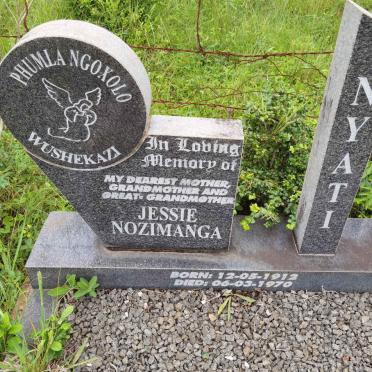 PHUMLA NGOXOLO
WUSHEKAZI
In Loving
Memory of
MY DEAREST MOTHER,
GRANDMOTHER AND
GREAT- GRANDMOTHER
JESSIE
NOZIMANGA
NYATI
BORN: 12-05-1912
DIED: 06-03-1970